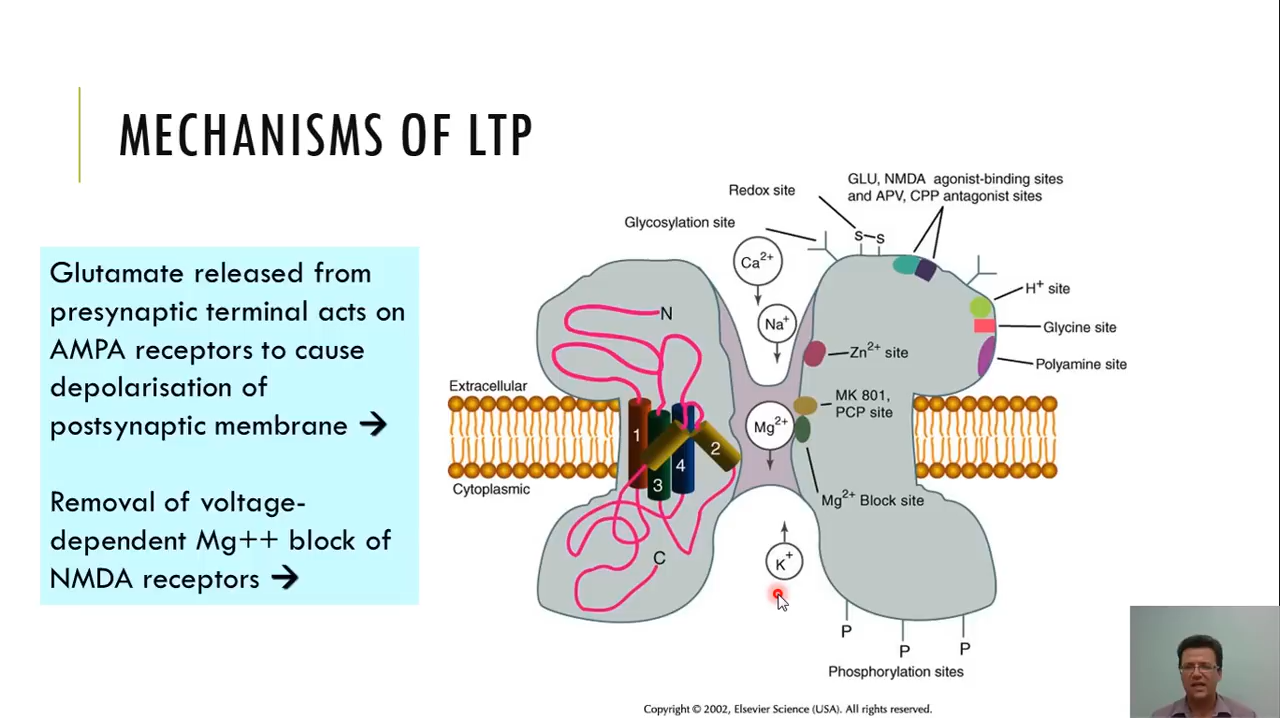 MECHANISMS OF LTP
Glutamate released from
presynaptic terminal acts on
AMPA receptors to cause
depolarisation of
postsynaptic membrane ➔
Removal of voltage-
dependent Mg++ block of
NMDA receptors ➔
GLU, NMDA agonist-binding sites
and APV, CPP antagonist sites
Redox site
Glycosylation site
S S
Ca²⁺
H⁺ site
N
Na⁺
Glycine site
Zn²⁺ site
Polyamine site
Extracellular
MK 801,
PCP site
Mg²⁺
1
2
4
3
Cytoplasmic
Mg²⁺ Block site
C
K⁺
P
P
P
Phosphorylation sites
Copyright © 2002, Elsevier Science (USA). All rights reserved.